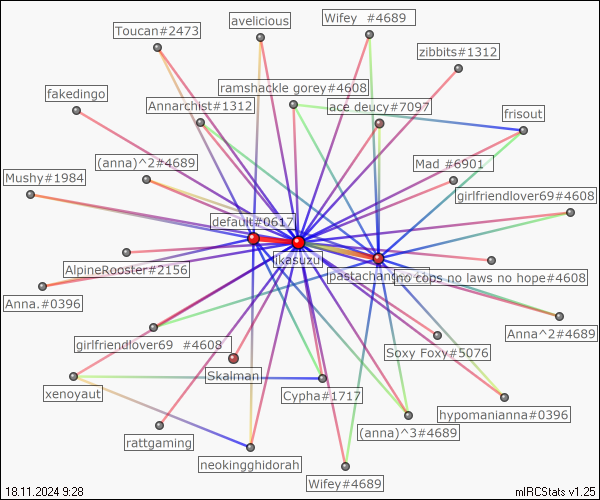 avelicious
Wifey  #4689
Toucan#2473
zibbits#1312
fakedingo
ramshackle gorey#4608
Annarchist#1312
ace deucy#7097
frisout
(anna)^2#4689
Mad #6901
Mushy#1984
girlfriendlover69#4608
default#0617
ikasuzu
AlpineRooster#2156
no cops no laws no hope#4608
Anna.#0396
Anna^2#4689
girlfriendlover69  #4608
Soxy Foxy#5076
Skalman
xenoyaut
Cypha#1717
hypomanianna#0396
(anna)^3#4689
rattgaming
neokingghidorah
Wifey#4689
18.11.2024 9:28
mIRCStats v1.25